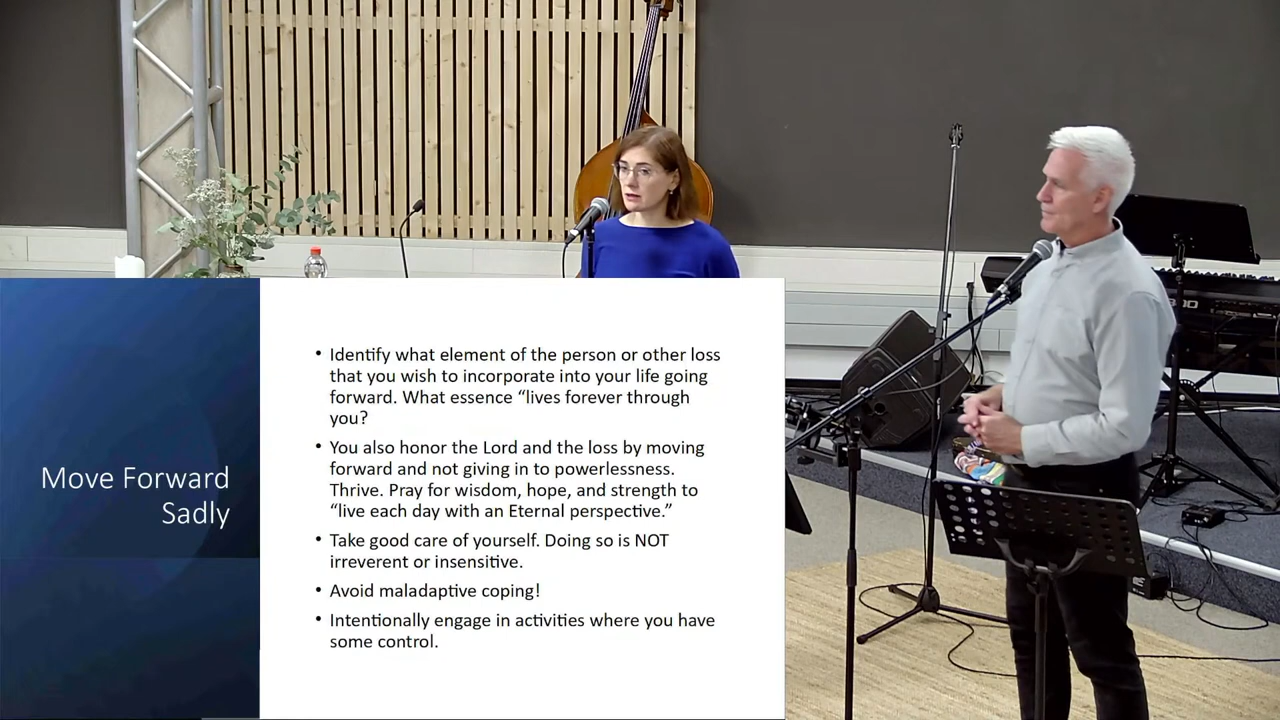 Move Forward
Sadly
• Identify what element of the person or other loss
that you wish to incorporate into your life going
forward. What essence “lives forever through
you?
• You also honor the Lord and the loss by moving
forward and not giving in to powerlessness.
Thrive. Pray for wisdom, hope, and strength to
“live each day with an Eternal perspective.”
• Take good care of yourself. Doing so is NOT
irreverent or insensitive.
• Avoid maladaptive coping!
• Intentionally engage in activities where you have
some control.